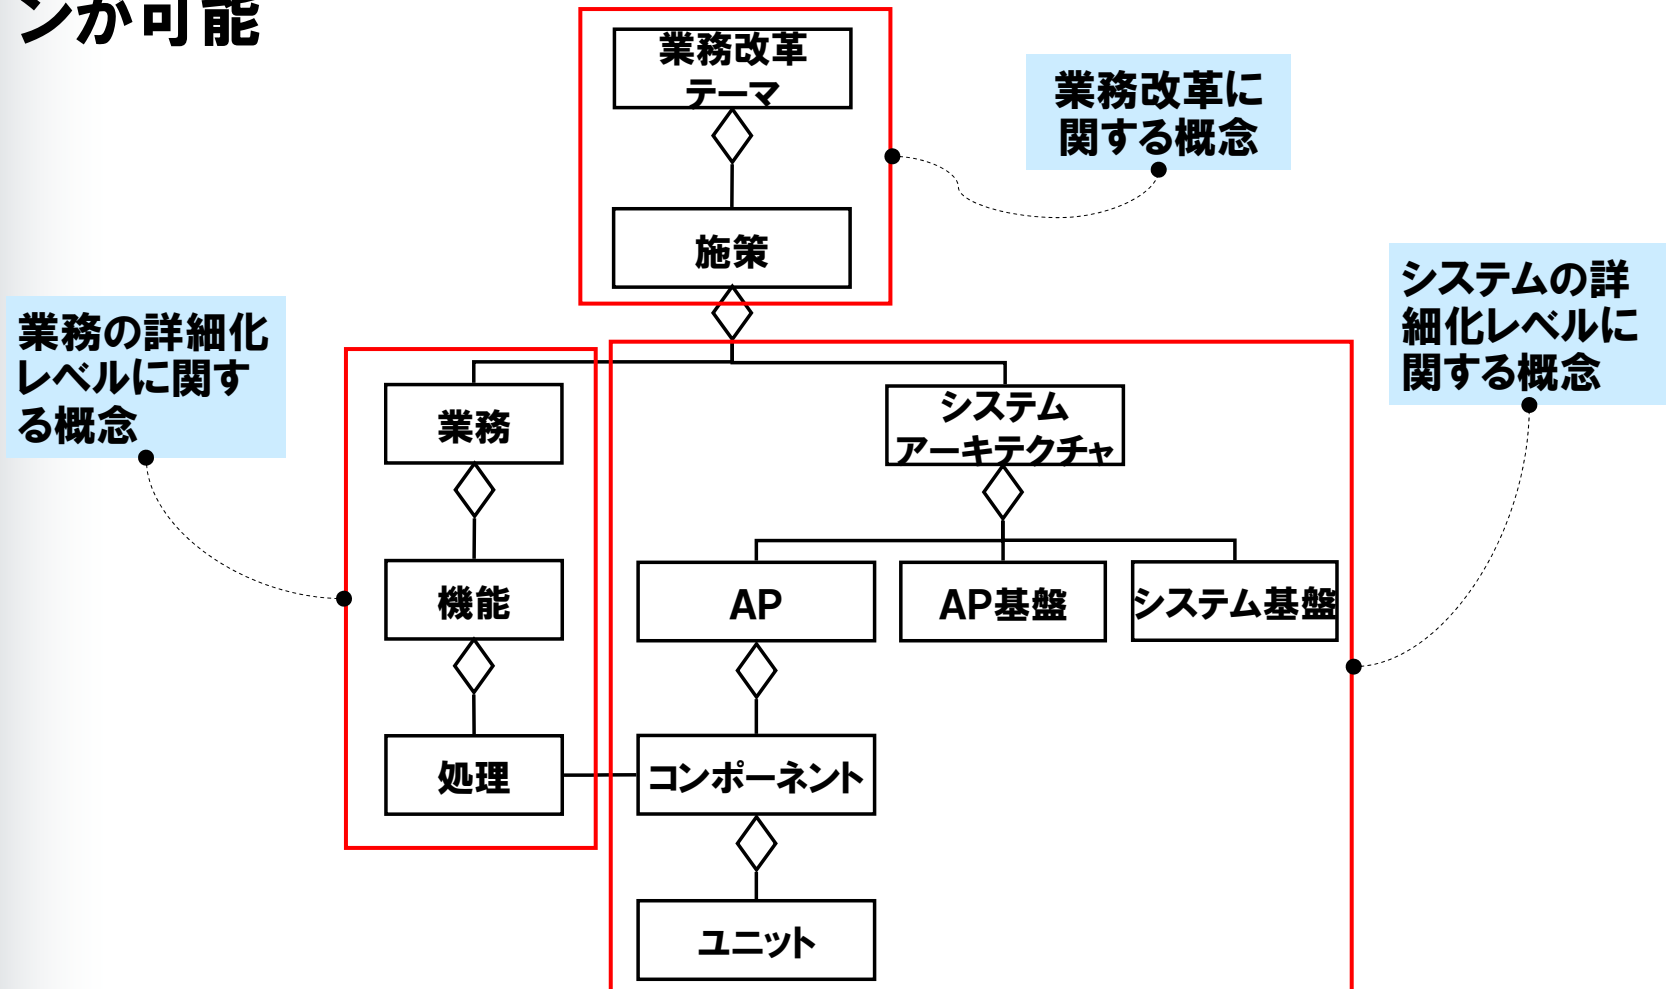 ンが可能
業務改革
テーマ
業務改革に
関する概念
施策
システムの詳
細化レベルに
関する概念
業務の詳細化
レベルに関す
る概念
業務
システム
アーキテクチャ
機能
AP
AP基盤
システム基盤
処理
コンポーネント
ユニット